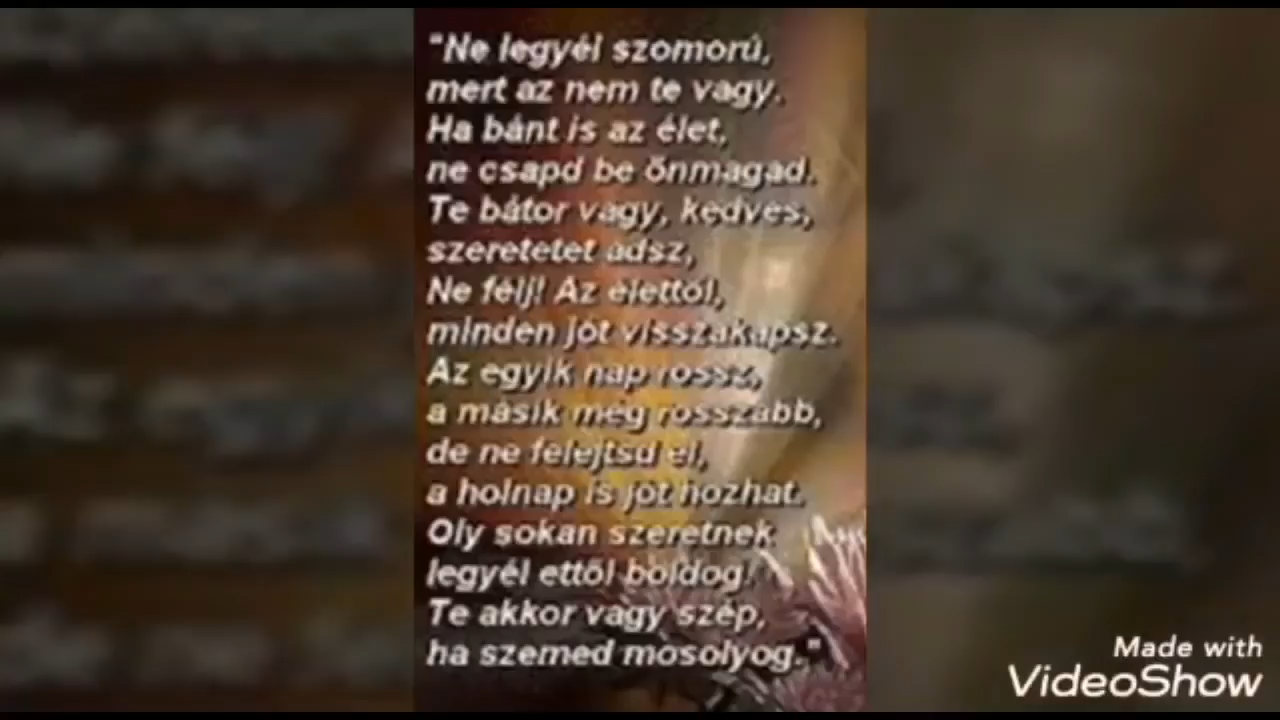 "Ne legyél szomorú,
mert az nem te vagy.
Ha bánt is az élet,
ne csapd be önmagad.
Te bátor vagy, kedves,
szeretetet adsz,
Ne félj! Az élettől,
minden jót visszakapsz.
Az egyik nap rossz,
a másik még rosszabb,
de ne felejtsd el,
a holnap is jót hozhat.
Oly sokan szeretnek
legyél ettől boldog!
Te akkor vagy szép,
ha szemed mosolyog."
Made with
VideoShow